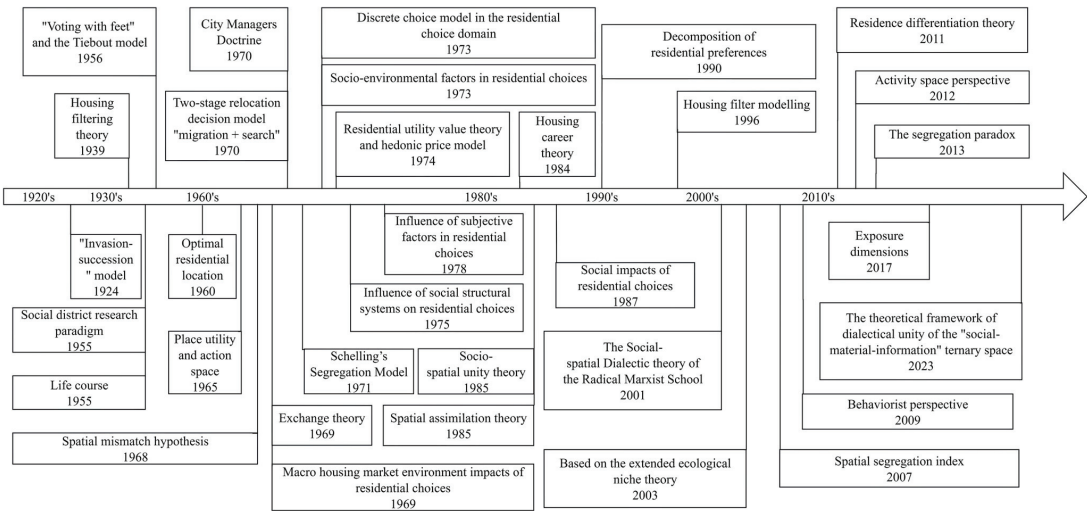 "Voting with feet"
and the Tiebout model
1956
City Managers
Doctrine
1970
Discrete choice model in the residential
choice domain
1973
Decomposition of
residential preferences
1990
Residence differentiation theory
2011
Socio-environmental factors in residential choices
1973
Activity space perspective
2012
Housing
filtering
theory
1939
Two-stage relocation
decision model
"migration + search"
1970
Residential utility value theory
and hedonic price model
1974
Housing
career
theory
1984
Housing filter modelling
1996
The segregation paradox
2013
1920's
1930's
1960's
1980's
1990's
2000's
2010's
"Invasion-
succession
" model
1924
Optimal
residential
location
1960
Influence of subjective
factors in residential
choices
1978
Social impacts of
residential choices
1987
Exposure
dimensions
2017
Social district research
paradigm
1955
Influence of social structural
systems on residential choices
1975
Place utility
and action
space
1965
The Social-
spatial Dialectic theory of
the Radical Marxist School
2001
The theoretical framework of
dialectical unity of the "social-
material-information" ternary space
2023
Life course
1955
Schelling's
Segregation Model
1971
Socio-
spatial unity theory
1985
Behaviorist perspective
2009
Exchange theory
1969
Spatial assimilation theory
1985
Spatial mismatch hypothesis
1968
Macro housing market environment impacts of
residential choices
1969
Based on the extended ecological
niche theory
2003
Spatial segregation index
2007